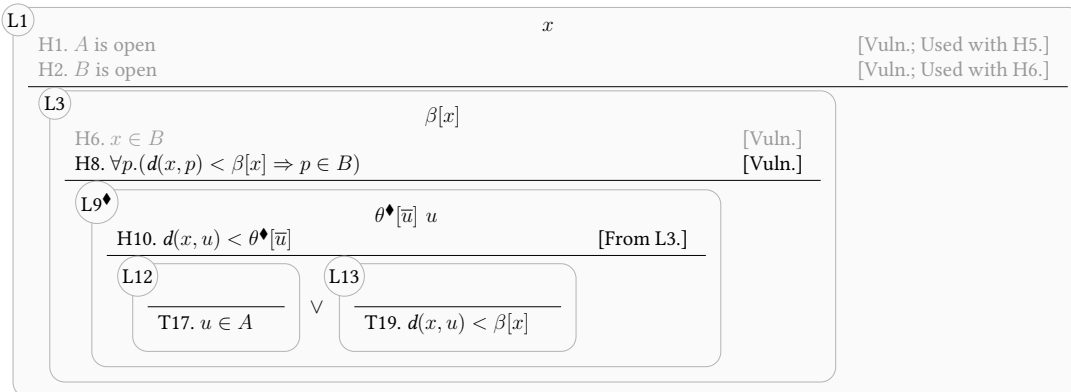 L1
x
H1. A is open [Vuln.; Used with H5.]
H2. B is open [Vuln.; Used with H6.]
L3
β[x]
H6. x ∈ B [Vuln.]
H8. ∀p.(d(x, p) < β[x] ⇒ p ∈ B) [Vuln.]
L9♦
θ♦[u̅] u
H10. d(x, u) < θ♦[u̅] [From L3.]
L12 L13
∨
T17. u ∈ A T19. d(x, u) < β[x]